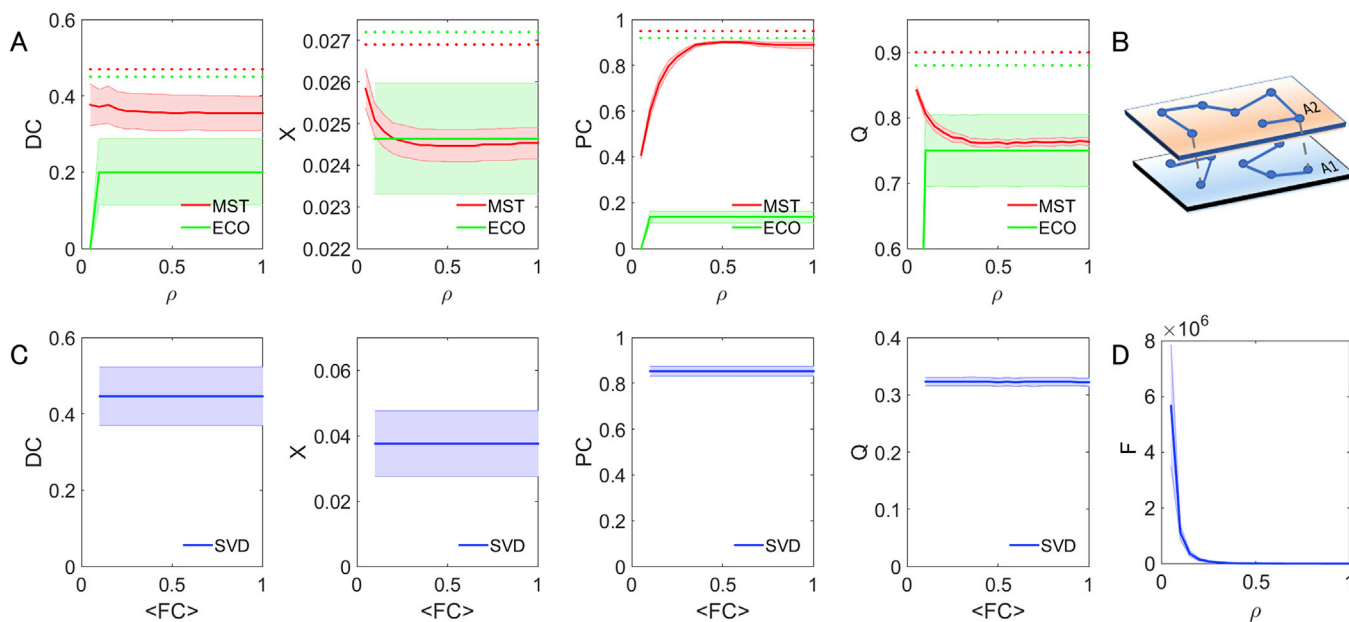 A
0.6
0.4
0.2
0
DC
0
0.5
1
ρ
MST
ECO
0.027
0.026
0.025
0.024
0.023
0.022
X
0
0.5
1
ρ
MST
ECO
1
0.8
0.6
0.4
0.2
0
PC
0
0.5
1
ρ
MST
ECO
0.9
0.8
0.7
0.6
Q
0
0.5
1
ρ
MST
ECO
B
A2
A1
C
0.6
0.4
0.2
0
DC
0
0.5
1
<FC>
SVD
0.06
0.04
0.02
0
X
0
0.5
1
<FC>
SVD
1
0.8
0.6
0.4
0.2
0
PC
0
0.5
1
<FC>
SVD
0.4
0.3
0.2
0.1
0
Q
0
0.5
1
<FC>
SVD
D
×10⁶
8
6
4
2
0
F
0
0.5
1
ρ